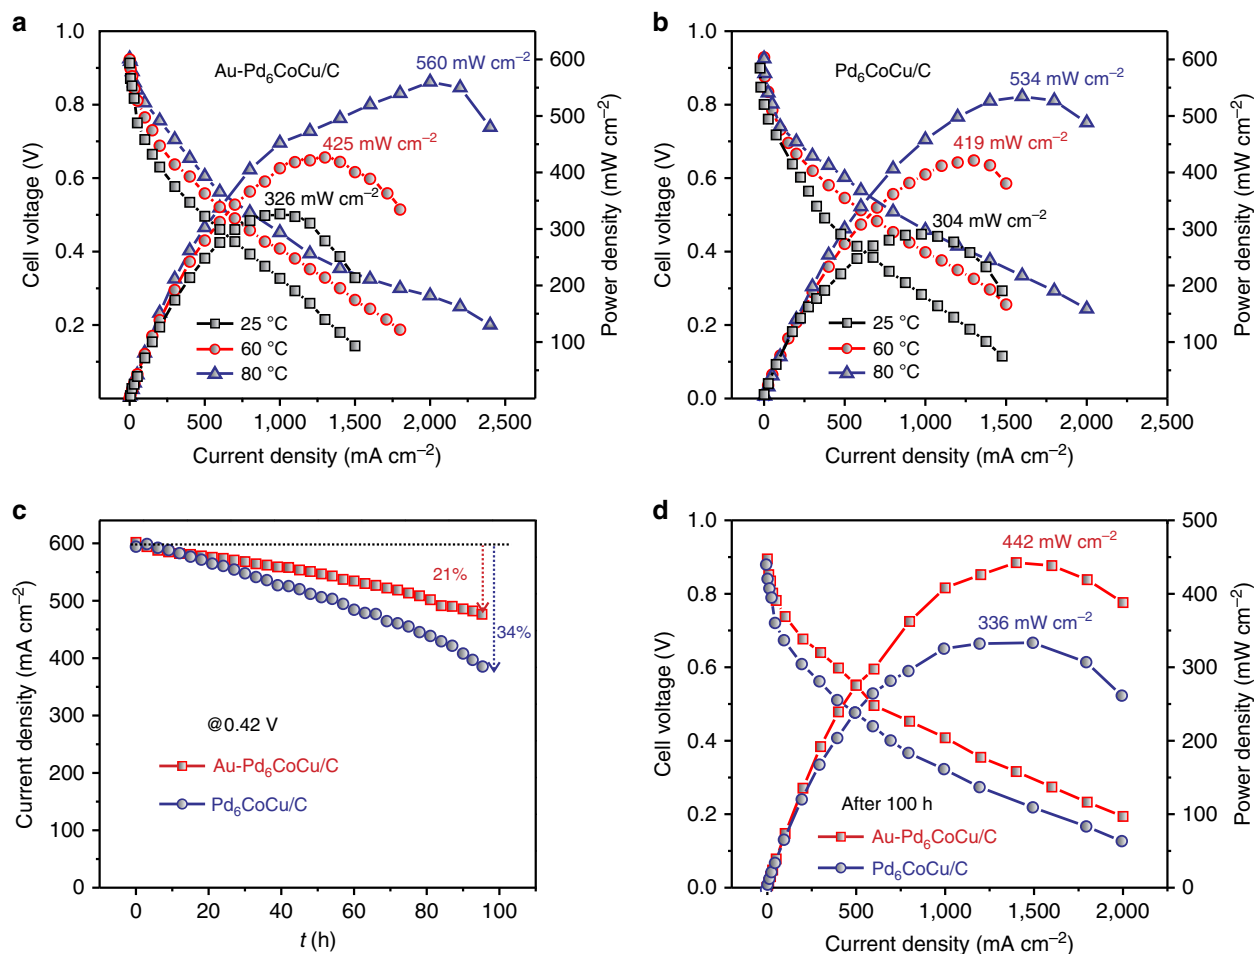 a
1.0
0.8
0.6
0.4
0.2
Cell voltage (V)
Au-Pd₆CoCu/C
560 mW cm⁻²
425 mW cm⁻²
326 mW cm⁻²
25 °C
60 °C
80 °C
600
500
400
300
200
100
Power density (mW cm⁻²)
0 500 1,000 1,500 2,000 2,500
Current density (mA cm⁻²)
b
1.0
0.8
0.6
0.4
0.2
0.0
Cell voltage (V)
Pd₆CoCu/C
534 mW cm⁻²
419 mW cm⁻²
304 mW cm⁻²
25 °C
60 °C
80 °C
600
500
400
300
200
100
Power density (mW cm⁻²)
0 500 1,000 1,500 2,000 2,500
Current density (mA cm⁻²)
c
600
500
400
300
200
100
0
Current density (mA cm⁻²)
21%
34%
@0.42 V
Au-Pd₆CoCu/C
Pd₆CoCu/C
0 20 40 60 80 100
t (h)
d
1.0
0.8
0.6
0.4
0.2
0.0
Cell voltage (V)
442 mW cm⁻²
336 mW cm⁻²
After 100 h
Au-Pd₆CoCu/C
Pd₆CoCu/C
500
400
300
200
100
0
Power density (mW cm⁻²)
0 500 1,000 1,500 2,000
Current density (mA cm⁻²)